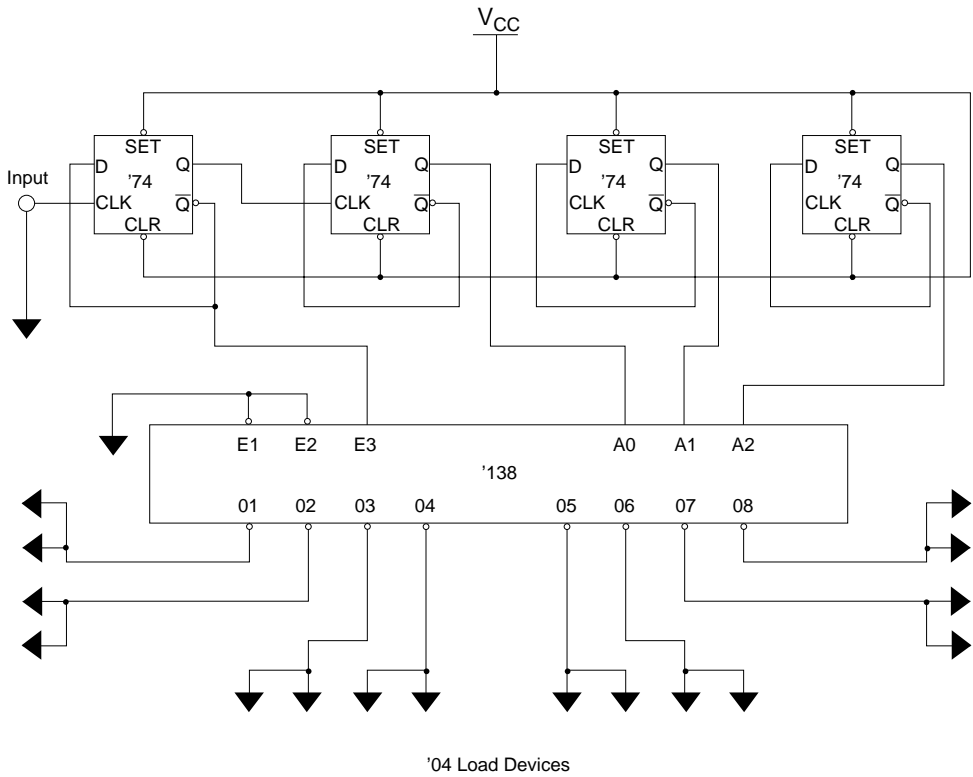 VCC
SET SET SET SET
D Q D Q D Q D Q
Input '74 '74 '74 '74
CLK Q CLK Q CLK Q CLK Q
CLR CLR CLR CLR
E1 E2 E3 A0 A1 A2
'138
01 02 03 04 05 06 07 08
'04 Load Devices